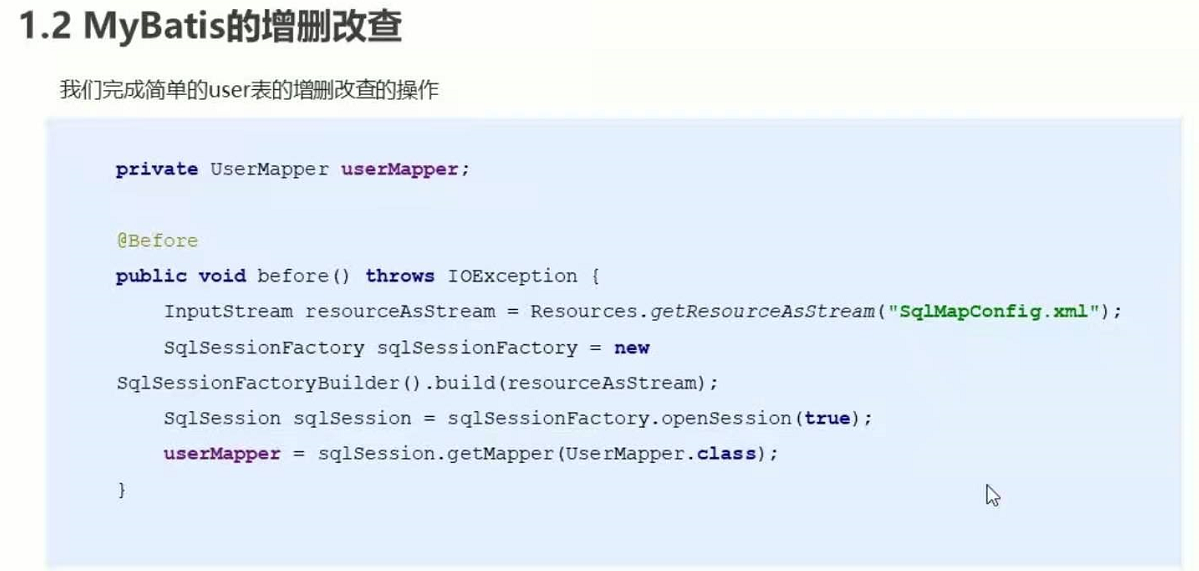 1.2 MyBatis的增删改查
我们完成简单的user表的增删改查的操作
private UserMapper userMapper;
@Before
public void before() throws IOException {
InputStream resourceAsStream = Resources.getResourceAsStream("SqlMapConfig.xml");
SqlSessionFactory sqlSessionFactory = new
SqlSessionFactoryBuilder().build(resourceAsStream);
SqlSession sqlSession = sqlSessionFactory.openSession(true);
userMapper = sqlSession.getMapper(UserMapper.class);
}